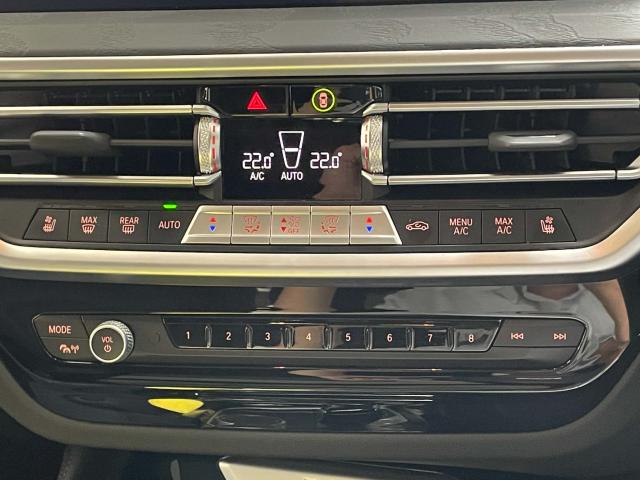 22.0° 22.0°
A/C AUTO
MAX REAR AUTO OFF MENU A/C MAX A/C
MODE VOL 1 2 3 4 5 6 7 8